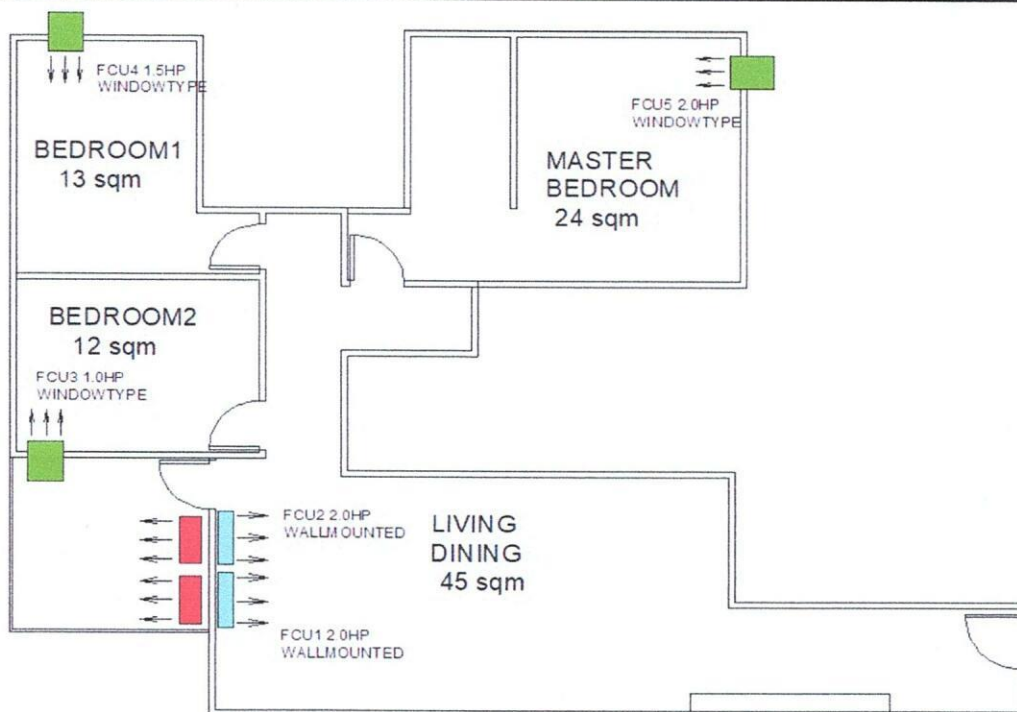 FCU4 1.5HP
WINDOWTYPE
BEDROOM1
13 sqm
FCU5 2.0HP
WINDOWTYPE
MASTER
BEDROOM
24 sqm
BEDROOM2
12 sqm
FCU3 1.0HP
WINDOWTYPE
FCU2 2.0HP
WALLMOUNTED
LIVING
DINING
45 sqm
FCU1 2.0HP
WALLMOUNTED